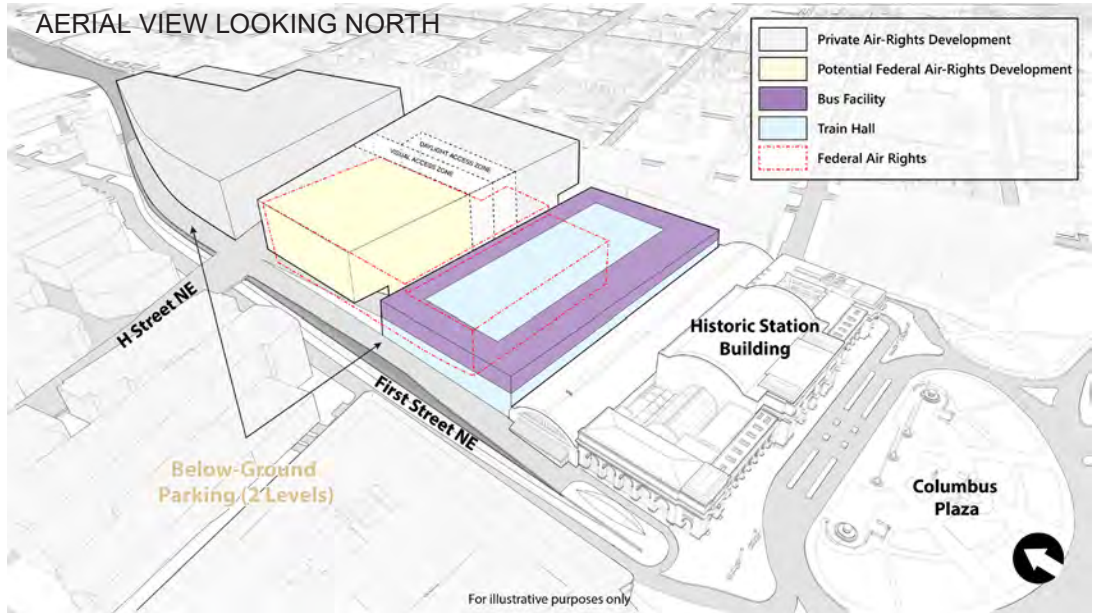 AERIAL VIEW LOOKING NORTH
Private Air-Rights Development
Potential Federal Air-Rights Development
Bus Facility
Train Hall
Federal Air Rights
DAYLIGHT ACCESS ZONE
VISUAL ACCESS ZONE
H Street NE
First Street NE
Historic Station
Building
Below-Ground
Parking (2 Levels)
Columbus
Plaza
For illustrative purposes only